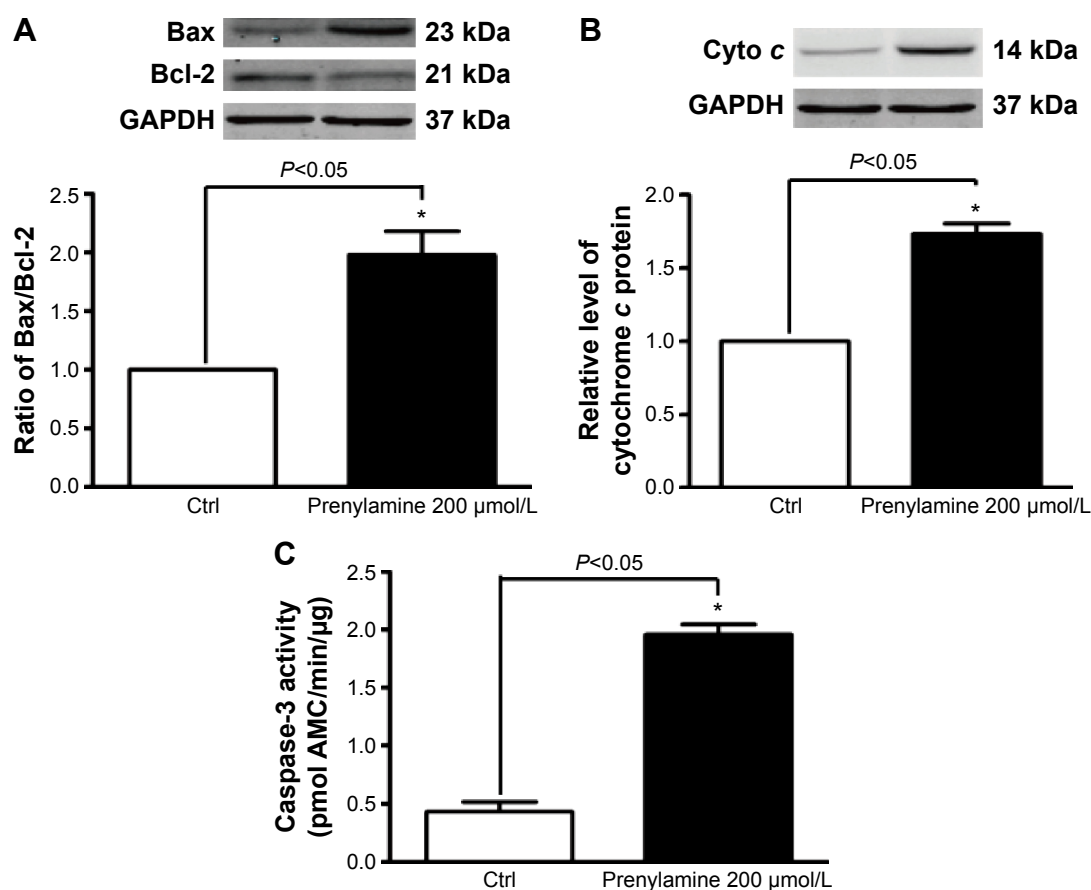 A
Bax
23 kDa
Bcl-2
21 kDa
GAPDH
37 kDa
P<0.05
*
Ratio of Bax/Bcl-2
2.5
2.0
1.5
1.0
0.5
0.0
Ctrl
Prenylamine 200 µmol/L
B
Cyto c
14 kDa
GAPDH
37 kDa
P<0.05
*
Relative level of
cytochrome c protein
2.0
1.5
1.0
0.5
0.0
Ctrl
Prenylamine 200 µmol/L
C
P<0.05
*
Caspase-3 activity
(pmol AMC/min/µg)
2.5
2.0
1.5
1.0
0.5
0.0
Ctrl
Prenylamine 200 µmol/L